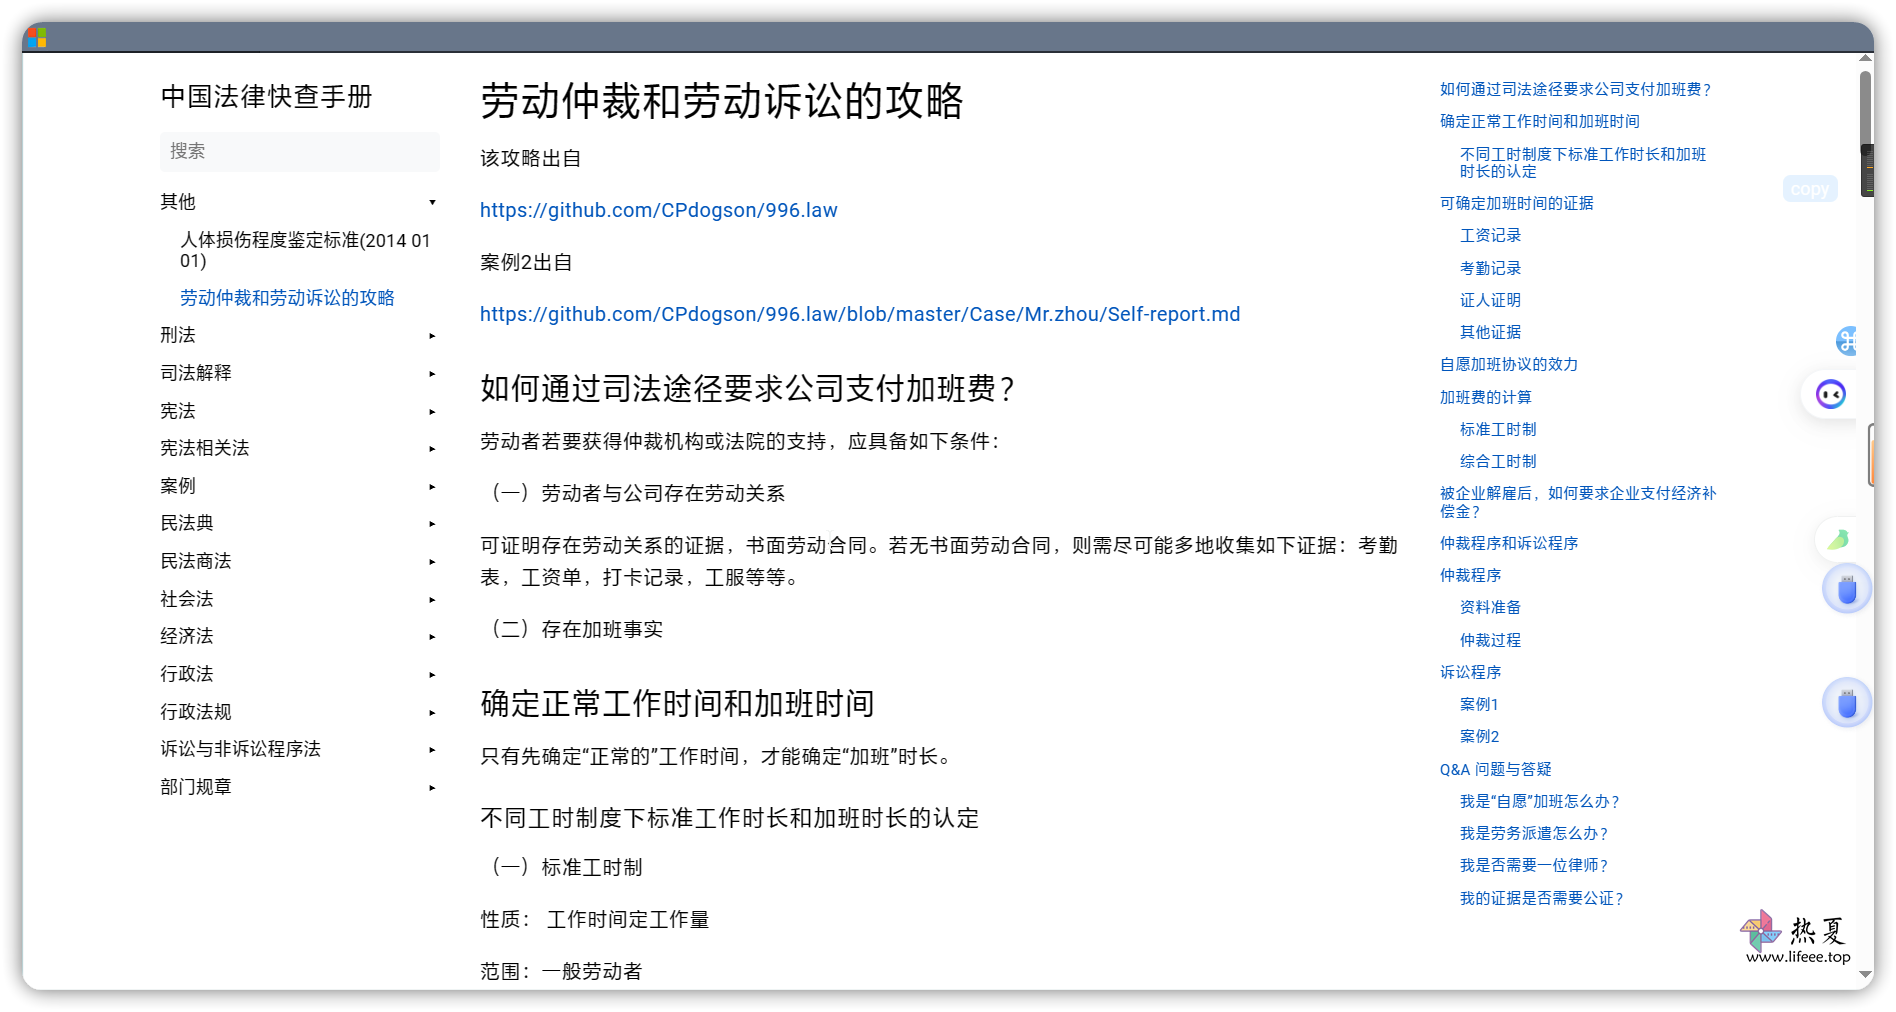 中国法律快查手册
搜索
其他
人体损伤程度鉴定标准(2014 01
01)
劳动仲裁和劳动诉讼的攻略
刑法
司法解释
宪法
宪法相关法
案例
民法典
民法商法
社会法
经济法
行政法
行政法规
诉讼与非诉讼程序法
部门规章
劳动仲裁和劳动诉讼的攻略
该攻略出自
https://github.com/CPdogson/996.law
案例2出自
https://github.com/CPdogson/996.law/blob/master/Case/Mr.zhou/Self-report.md
如何通过司法途径要求公司支付加班费？
劳动者若要获得仲裁机构或法院的支持，应具备如下条件：
（一）劳动者与公司存在劳动关系
可证明存在劳动关系的证据，书面劳动合同。若无书面劳动合同，则需尽可能多地收集如下证据：考勤
表，工资单，打卡记录，工服等等。
（二）存在加班事实
确定正常工作时间和加班时间
只有先确定“正常的”工作时间，才能确定“加班”时长。
不同工时制度下标准工作时长和加班时长的认定
（一）标准工时制
性质： 工作时间定工作量
范围：一般劳动者
如何通过司法途径要求公司支付加班费？
确定正常工作时间和加班时间
不同工时制度下标准工作时长和加班
时长的认定
可确定加班时间的证据
工资记录
考勤记录
证人证明
其他证据
自愿加班协议的效力
加班费的计算
标准工时制
综合工时制
被企业解雇后，如何要求企业支付经济补
偿金？
仲裁程序和诉讼程序
仲裁程序
资料准备
仲裁过程
诉讼程序
案例1
案例2
Q&A 问题与答疑
我是“自愿”加班怎么办？
我是劳务派遣怎么办？
我是否需要一位律师？
我的证据是否需要公证？
copy
热夏
www.lifeee.top